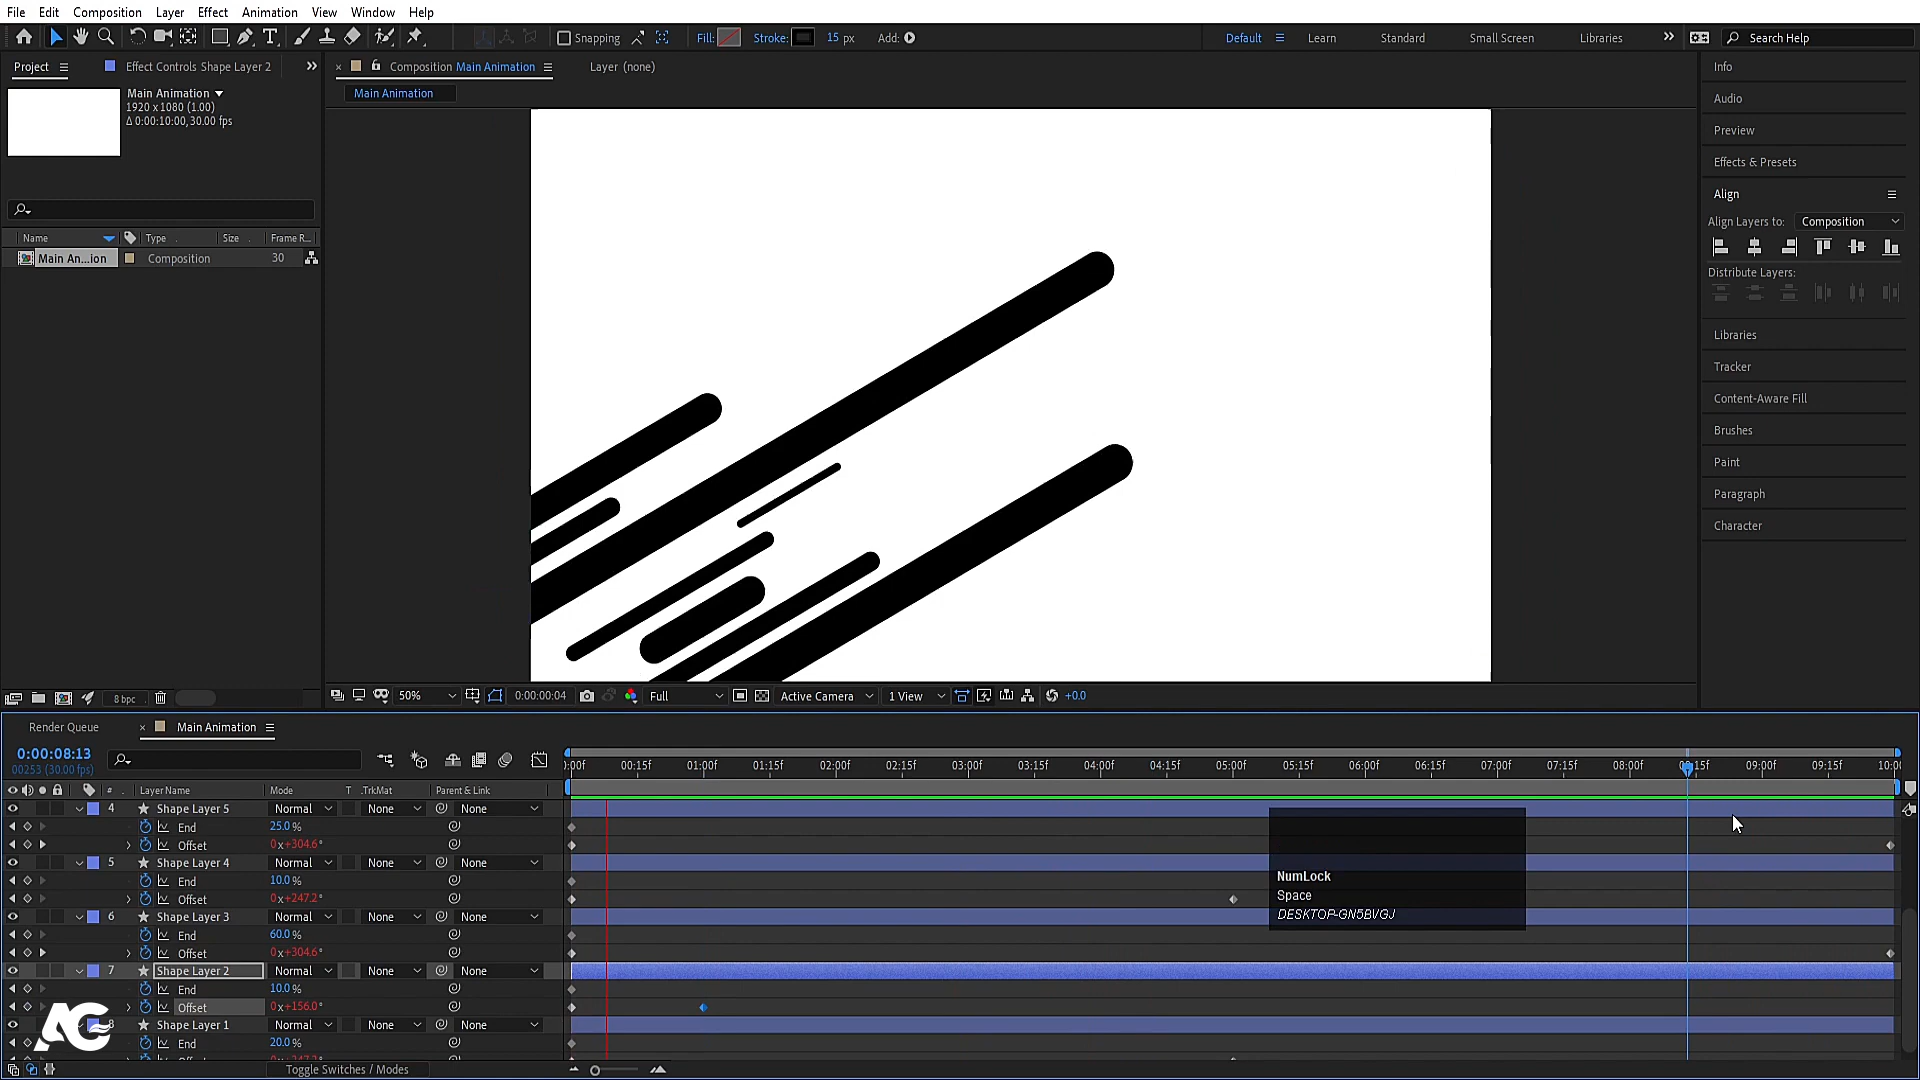 File Edit Composition Layer Effect Animation View Window Help
Snapping Fill: Stroke: 15 px Add: Default Learn Standard Small Screen Libraries Search Help
Project Effect Controls Shape Layer 2 Composition Main Animation Layer (none)
Main Animation
Main Animation
1920 x 1080 (1.00)
Δ 0:00:10:00, 30.00 fps
Name Type Size Frame R...
Main An...ion Composition 30
Info
Audio
Preview
Effects & Presets
Align
Align Layers to: Composition
Distribute Layers:
Libraries
Tracker
Content-Aware Fill
Brushes
Paint
Paragraph
Character
8 bpc 50% 0:00:00:04 Full Active Camera 1 View +0.0
Render Queue Main Animation
0:00:08:13
00253 (30.00 fps)
:00f 00:15f 01:00f 01:15f 02:00f 02:15f 03:00f 03:15f 04:00f 04:15f 05:00f 05:15f 06:00f 06:15f 07:00f 07:15f 08:00f 09:00f 09:15f 10:00
# Layer Name Mode T .TrkMat Parent & Link
4 Shape Layer 5 Normal None None
End 25.0 %
Offset 0x+304.6°
5 Shape Layer 4 Normal None None
End 10.0 %
Offset 0x+247.2°
6 Shape Layer 3 Normal None None
End 60.0 %
Offset 0x+304.6°
7 Shape Layer 2 Normal None None
End 10.0 %
Offset 0x+156.0°
8 Shape Layer 1 Normal None None
End 20.0 %
NumLock
Space
DESKTOP-GN5BVGJ
AG
Toggle Switches / Modes